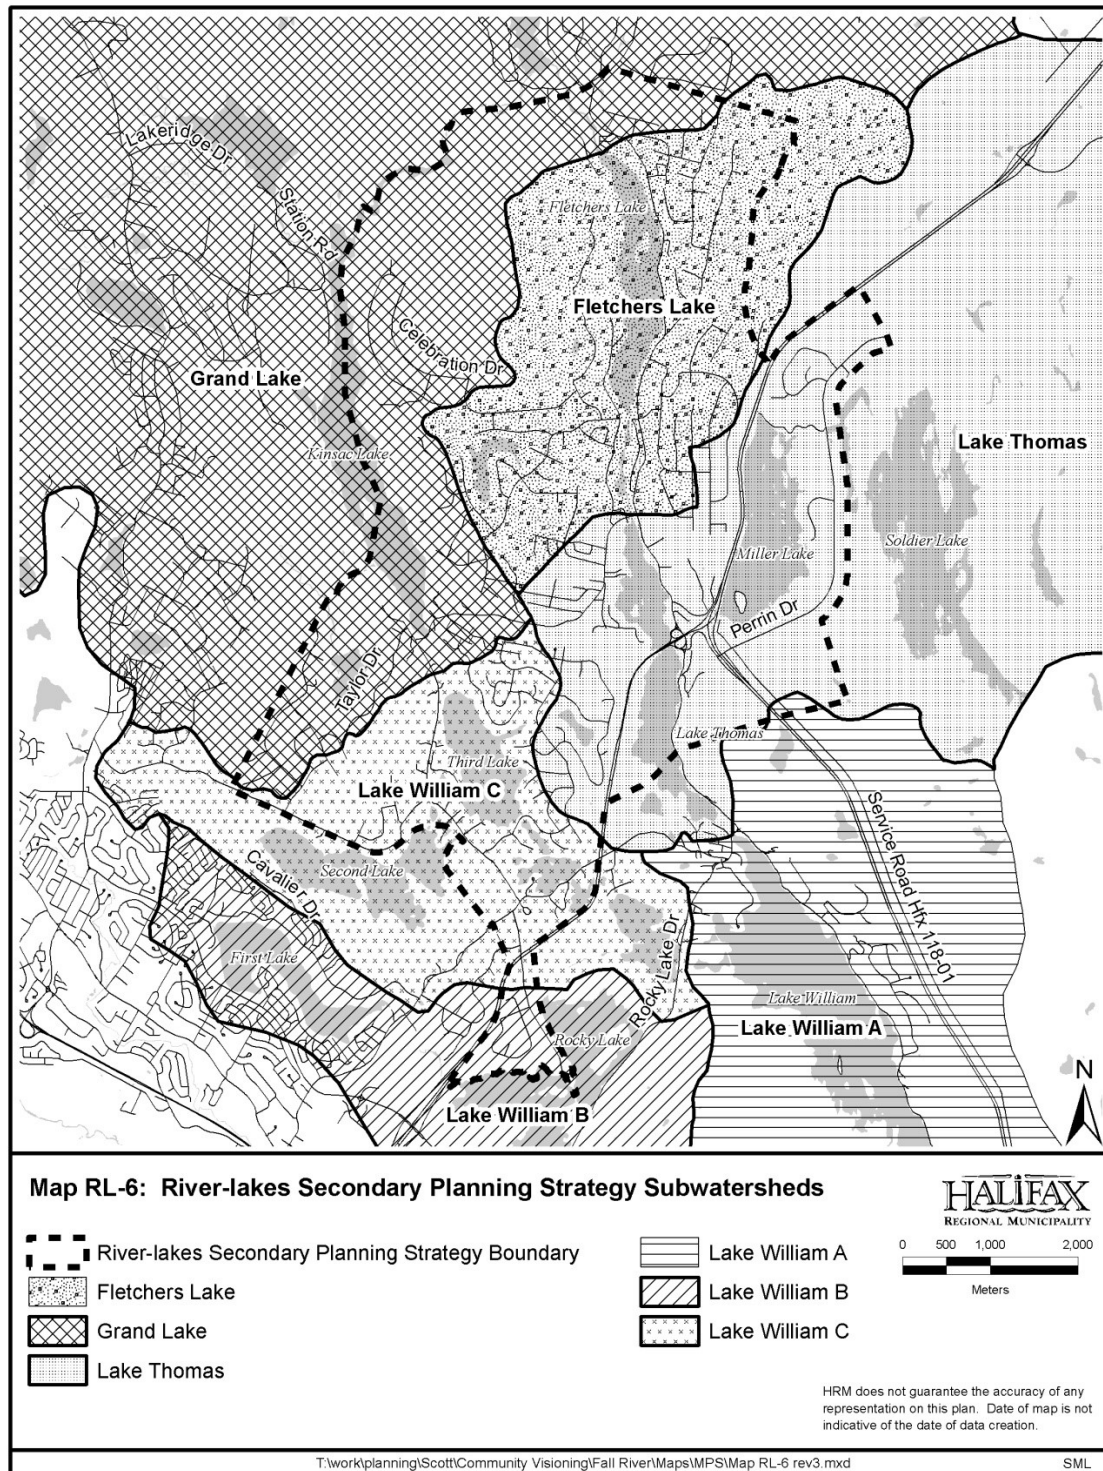 Lakeridge Dr
Station Rd
Fletchers Lake
Fletchers Lake
Celebration Dr
Grand Lake
Lake Thomas
Kinsac Lake
Soldier Lake
Miller Lake
Perrin Dr
Taylor Dr
Lake Thomas
Third Lake
Lake William C
Service Road Hfx 118-01
Second Lake
Cavalier Dr
First Lake
Rocky Lake Dr
Lake William
Lake William A
Rocky Lake
Lake William B
N
Map RL-6: River-lakes Secondary Planning Strategy Subwatersheds
HALIFAX
REGIONAL MUNICIPALITY
River-lakes Secondary Planning Strategy Boundary
Fletchers Lake
Grand Lake
Lake Thomas
Lake William A
Lake William B
Lake William C
0 500 1,000 2,000
Meters
HRM does not guarantee the accuracy of any
representation on this plan. Date of map is not
indicative of the date of data creation.
T:\work\planning\Scott\Community Visioning\Fall River\Maps\MPS\Map RL-6 rev3.mxd SML